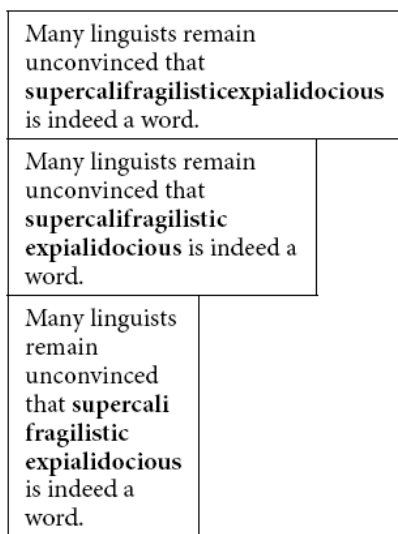 Many linguists remain
unconvinced that
supercalifragilisticexpialidocious
is indeed a word.
Many linguists remain
unconvinced that
supercalifragilistic
expialidocious is indeed a
word.
Many linguists
remain
unconvinced
that supercali
fragilistic
expialidocious
is indeed a
word.